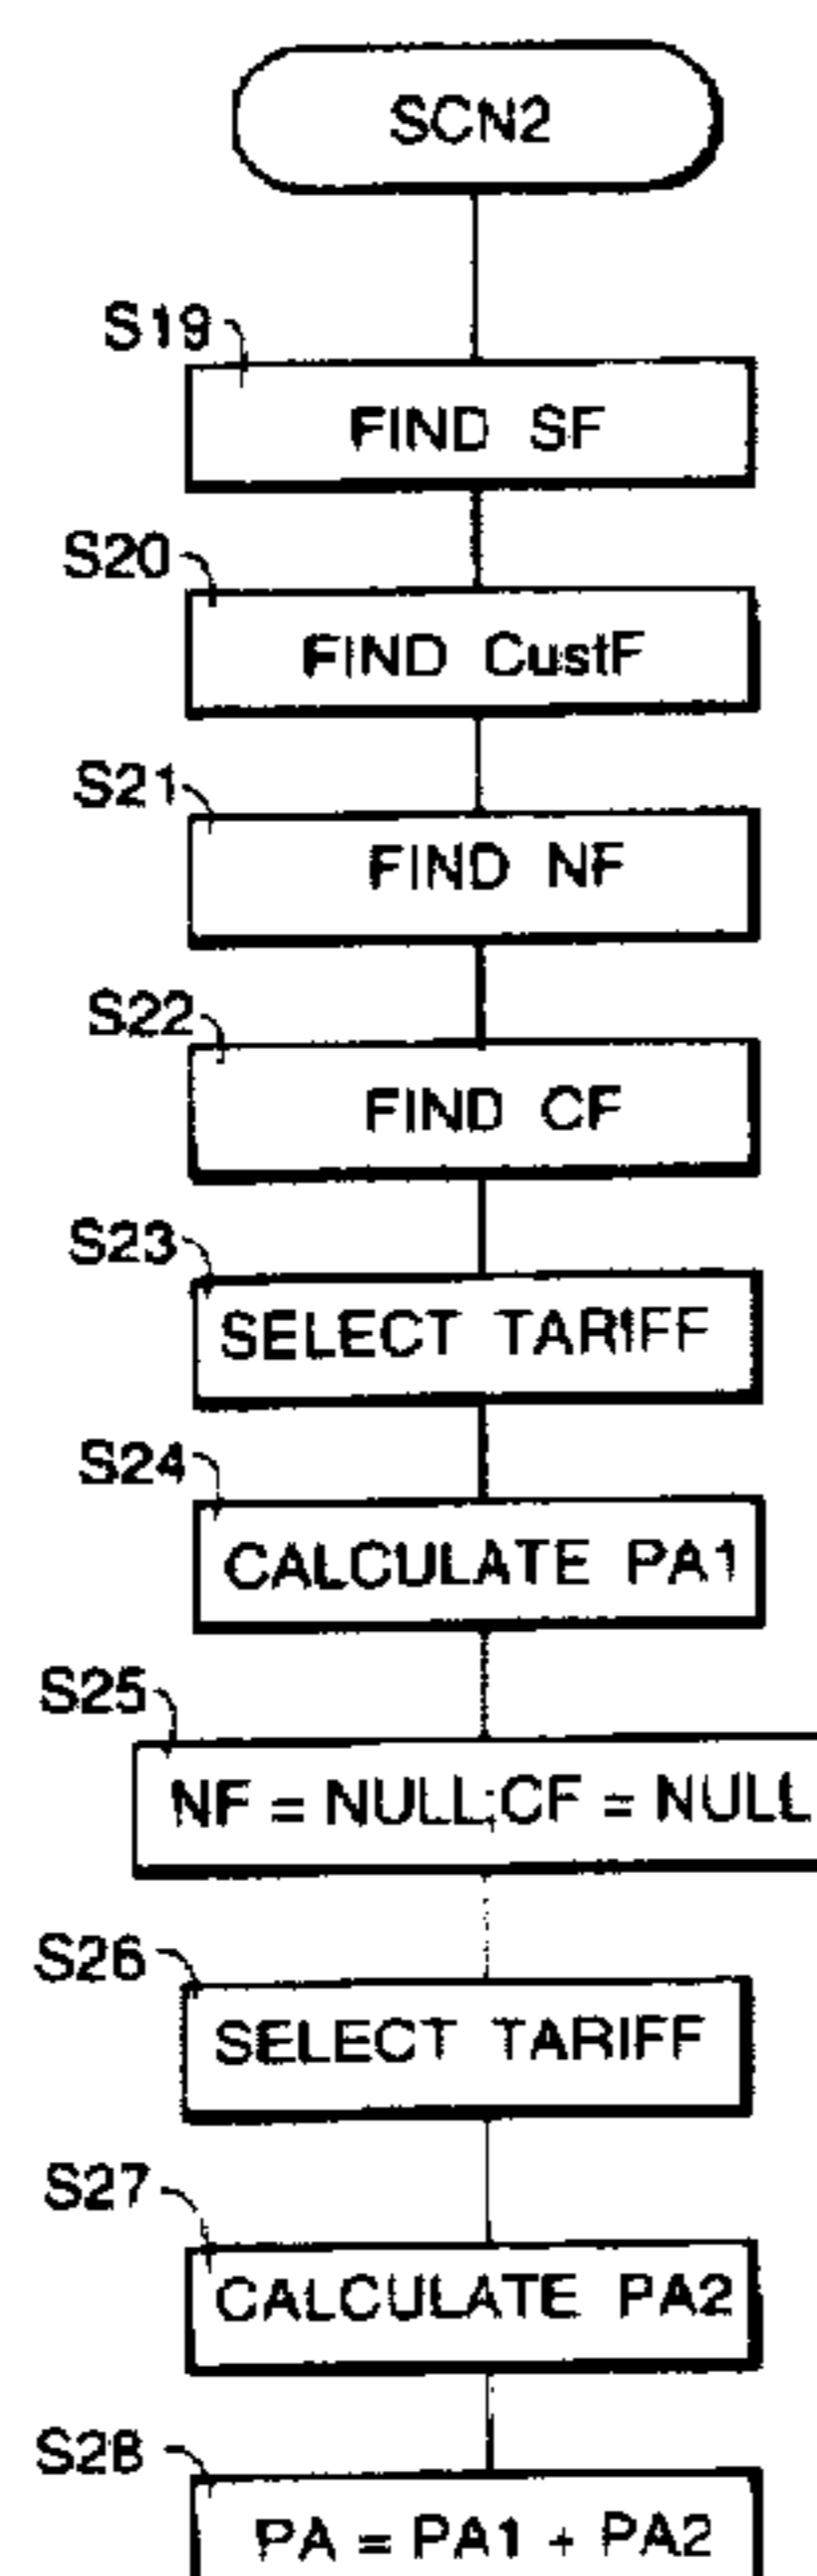 SCN2
S19
FIND SF
S20
FIND CustF
S21
FIND NF
S22
FIND CF
S23
SELECT TARIFF
S24
CALCULATE PA1
S25
NF = NULL;CF = NULL
S26
SELECT TARIFF
S27
CALCULATE PA2
S28
PA = PA1 + PA2